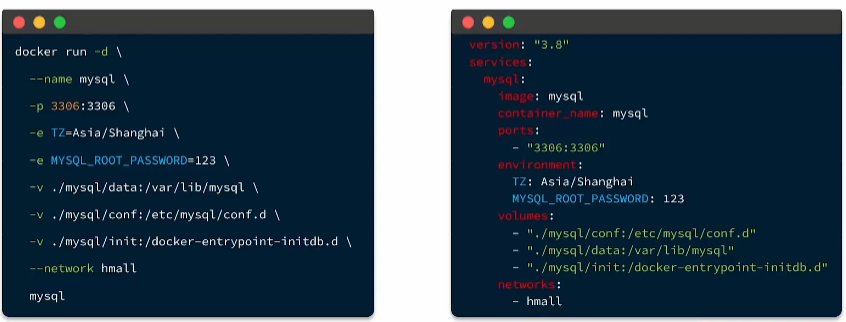 docker run -d \
--name mysql \
-p 3306:3306 \
-e TZ=Asia/Shanghai \
-e MYSQL_ROOT_PASSWORD=123 \
-v ./mysql/data:/var/lib/mysql \
-v ./mysql/conf:/etc/mysql/conf.d \
-v ./mysql/init:/docker-entrypoint-initdb.d \
--network hmall
mysql
version: "3.8"
services:
mysql:
image: mysql
container_name: mysql
ports:
- "3306:3306"
environment:
TZ: Asia/Shanghai
MYSQL_ROOT_PASSWORD: 123
volumes:
- "./mysql/conf:/etc/mysql/conf.d"
- "./mysql/data:/var/lib/mysql"
- "./mysql/init:/docker-entrypoint-initdb.d"
networks:
- hmall